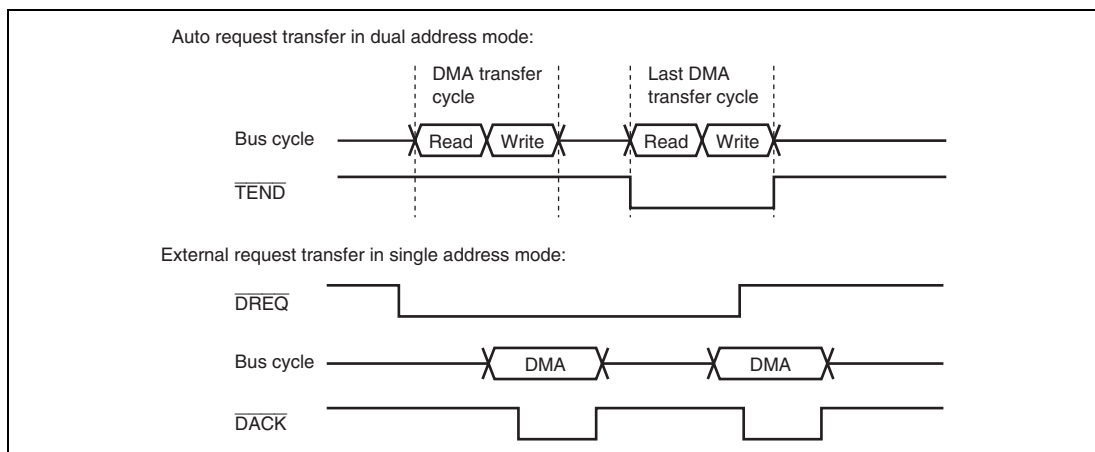 Auto request transfer in dual address mode:
DMA transfer
cycle
Last DMA
transfer cycle
Bus cycle
Read
Write
Read
Write
TEND
External request transfer in single address mode:
DREQ
Bus cycle
DMA
DMA
DACK